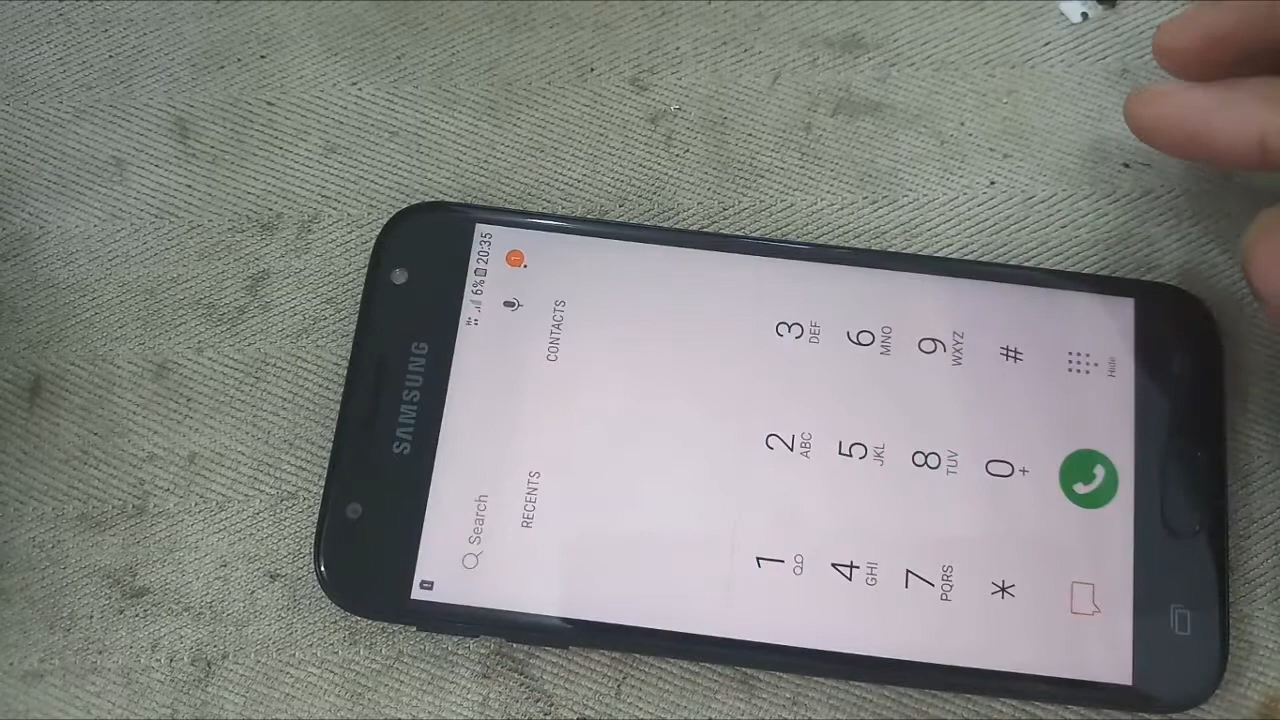 SAMSUNG
H+ 6% 20:35
Search
1
RECENTS CONTACTS
1 2 ABC 3 DEF
4 GHI 5 JKL 6 MNO
7 PQRS 8 TUV 9 WXYZ
* 0 + #
Hide